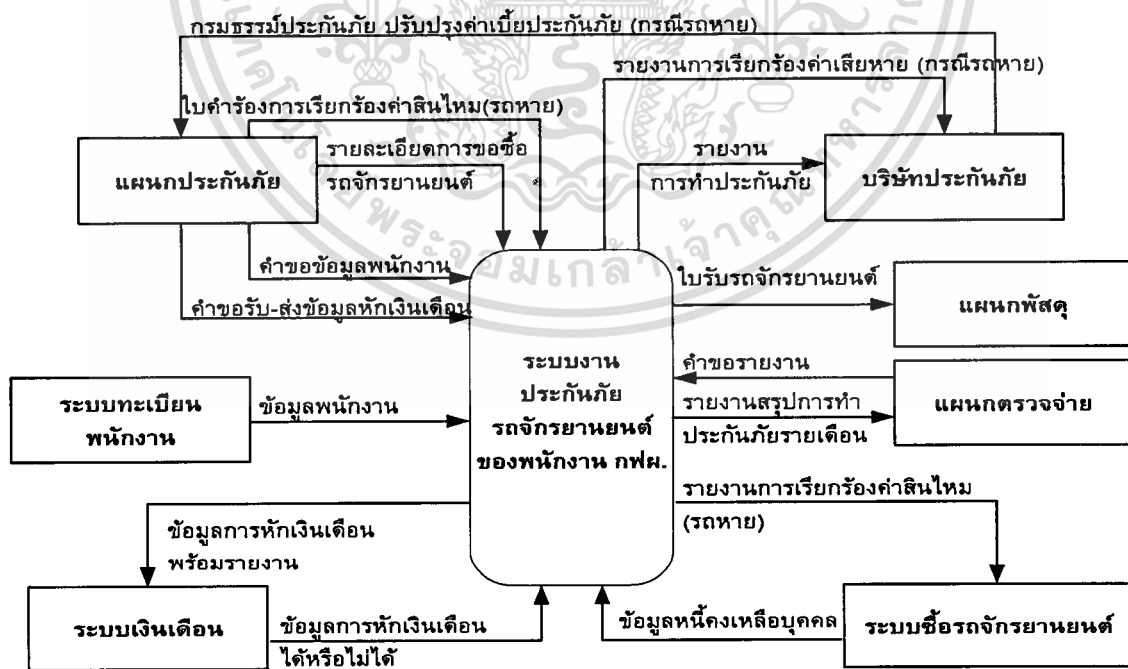 กรมธรรม์ประกันภัย ปรับปรุงค่าเบี้ยประกันภัย (กรณีรถหาย)
รายงานการเรียกร้องค่าเสียหาย (กรณีรถหาย)
ใบคำร้องการเรียกร้องค่าสินไหม(รถหาย)
รายละเอียดการขอซื้อ
รถจักรยานยนต์
แผนกประกันภัย
รายงาน
การทำประกันภัย
บริษัทประกันภัย
คำขอข้อมูลพนักงาน
คำขอรับ-ส่งข้อมูลหักเงินเดือน
พระจอมเกล้าเจ้าคุณทหารลา
ใบรับรถจักรยานยนต์
แผนกพัสดุ
ระบบงาน
ประกันภัย
รถจักรยานยนต์
ของพนักงาน กฟผ.
คำขอรายงาน
รายงานสรุปการทำ
ประกันภัยรายเดือน
แผนกตรวจจ่าย
ระบบทะเบียน
พนักงาน
ข้อมูลพนักงาน
รายงานการเรียกร้องค่าสินไหม
(รถหาย)
ข้อมูลการหักเงินเดือน
พร้อมรายงาน
ระบบเงินเดือน
ข้อมูลการหักเงินเดือน
ได้หรือไม่ได้
ข้อมูลหนี้คงเหลือบุคคล
ระบบซื้อรถจักรยานยนต์